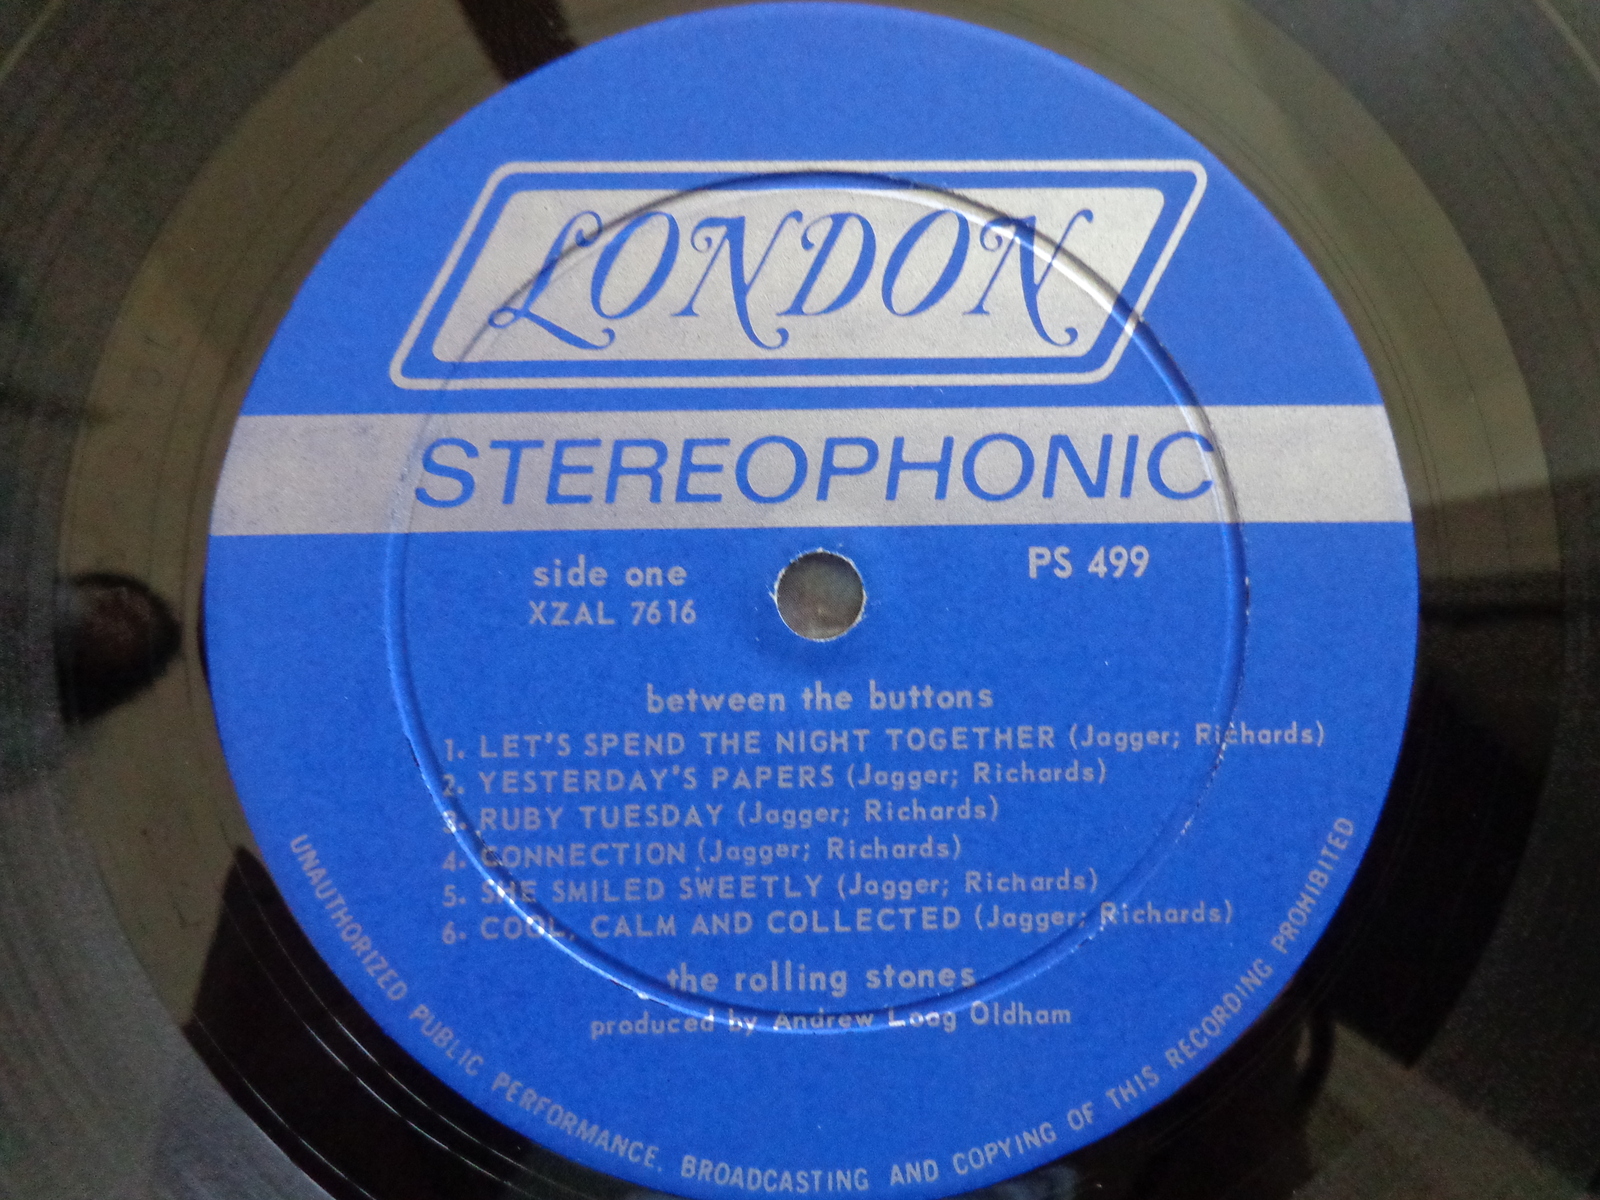 LONDON
STEREOPHONIC
side one
PS 499
XZAL 7616
between the buttons
1. LET'S SPEND THE NIGHT TOGETHER (Jagger; Richards)
2. YESTERDAY'S PAPERS (Jagger; Richards)
3. RUBY TUESDAY (Jagger; Richards)
4. CONNECTION (Jagger; Richards)
5. SHE SMILED SWEETLY (Jagger; Richards)
6. COOL, CALM AND COLLECTED (Jagger; Richards)
the rolling stones
produced by Andrew Loog Oldham
UNAUTHORIZED PUBLIC PERFORMANCE. BROADCASTING AND COPYING OF THIS RECORDING PROHIBITED